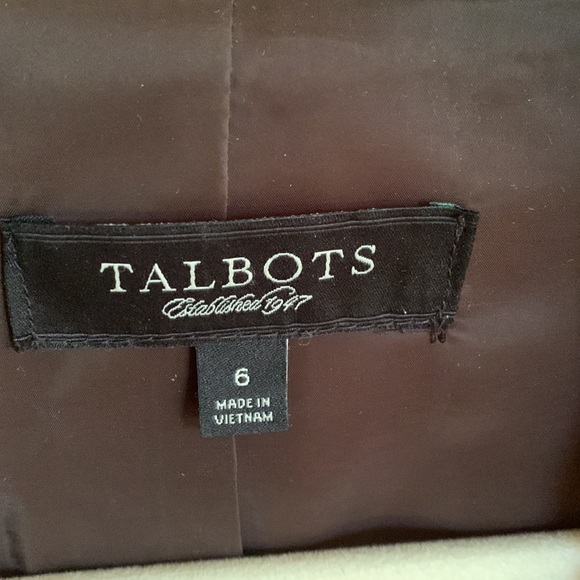 TALBOTS
Established 1947
6
MADE IN
VIETNAM